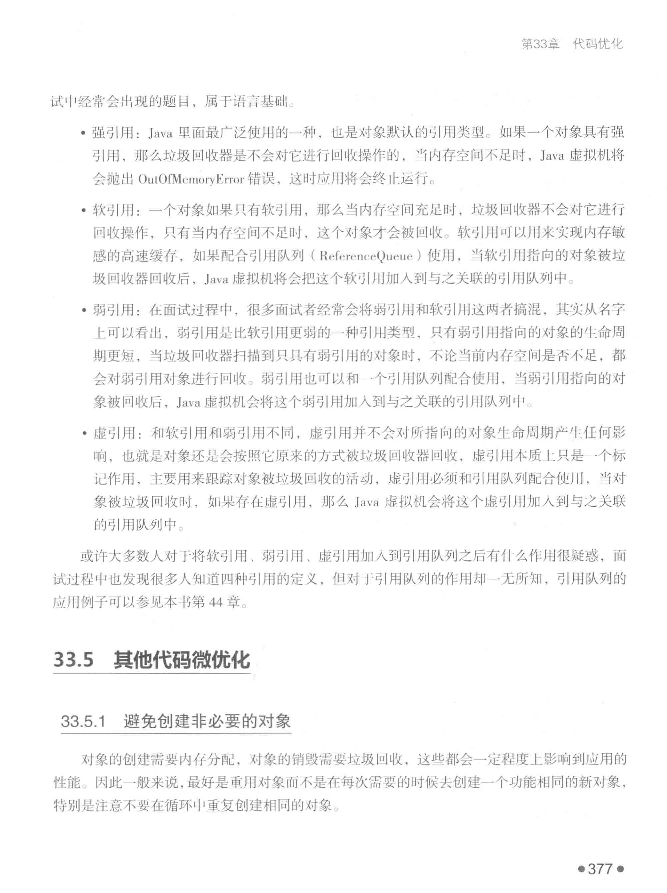 第33章　代码优化
试中经常会出现的题目，属于语言基础。
• 强引用：Java 里面最广泛使用的一种，也是对象默认的引用类型。如果一个对象具有强
引用，那么垃圾回收器是不会对它进行回收操作的，当内存空间不足时，Java 虚拟机将
会抛出 OutOfMemoryError 错误，这时应用将会终止运行。
• 软引用：一个对象如果只有软引用，那么当内存空间充足时，垃圾回收器不会对它进行
回收操作，只有当内存空间不足时，这个对象才会被回收。软引用可以用来实现内存敏
感的高速缓存，如果配合引用队列（ReferenceQueue）使用，当软引用指向的对象被垃
圾回收器回收后，Java 虚拟机将会把这个软引用加入到与之关联的引用队列中。
• 弱引用：在面试过程中，很多面试者经常会将弱引用和软引用这两者搞混，其实从名字
上可以看出，弱引用是比软引用更弱的一种引用类型，只有弱引用指向的对象的生命周
期更短，当垃圾回收器扫描到只具有弱引用的对象时，不论当前内存空间是否不足，都
会对弱引用对象进行回收。弱引用也可以和一个引用队列配合使用，当弱引用指向的对
象被回收后，Java 虚拟机会将这个弱引用加入到与之关联的引用队列中。
• 虚引用：和软引用和弱引用不同，虚引用并不会对所指向的对象生命周期产生任何影
响，也就是对象还是会按照它原来的方式被垃圾回收器回收，虚引用本质上只是一个标
记作用，主要用来跟踪对象被垃圾回收的活动，虚引用必须和引用队列配合使用，当对
象被垃圾回收时，如果存在虚引用，那么 Java 虚拟机会将这个虚引用加入到与之关联
的引用队列中。
或许大多数人对于将软引用、弱引用、虚引用加入到引用队列之后有什么作用很疑惑，面
试过程中也发现很多人知道四种引用的定义，但对于引用队列的作用却一无所知，引用队列的
应用例子可以参见本书第 44 章。
33.5　其他代码微优化
33.5.1　避免创建非必要的对象
对象的创建需要内存分配，对象的销毁需要垃圾回收，这些都会一定程度上影响到应用的
性能。因此一般来说，最好是重用对象而不是在每次需要的时候去创建一个功能相同的新对象，
特别是注意不要在循环中重复创建相同的对象。
●377●